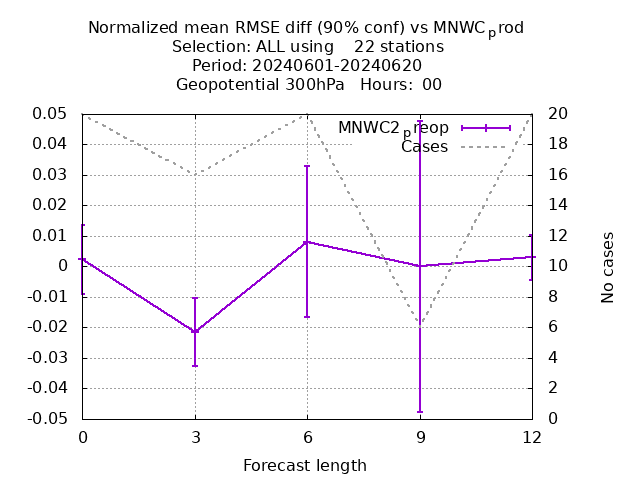 Normalized mean RMSE diff (90% conf) vs MNWCprod
Selection: ALL using 22 stations
Period: 20240601-20240620
Geopotential 300hPa Hours: 00
MNWC2preop
Cases
0.05
0.04
0.03
0.02
0.01
0
-0.01
-0.02
-0.03
-0.04
-0.05
20
18
16
14
12
10
8
6
4
2
0
No cases
0 3 6 9 12
Forecast length